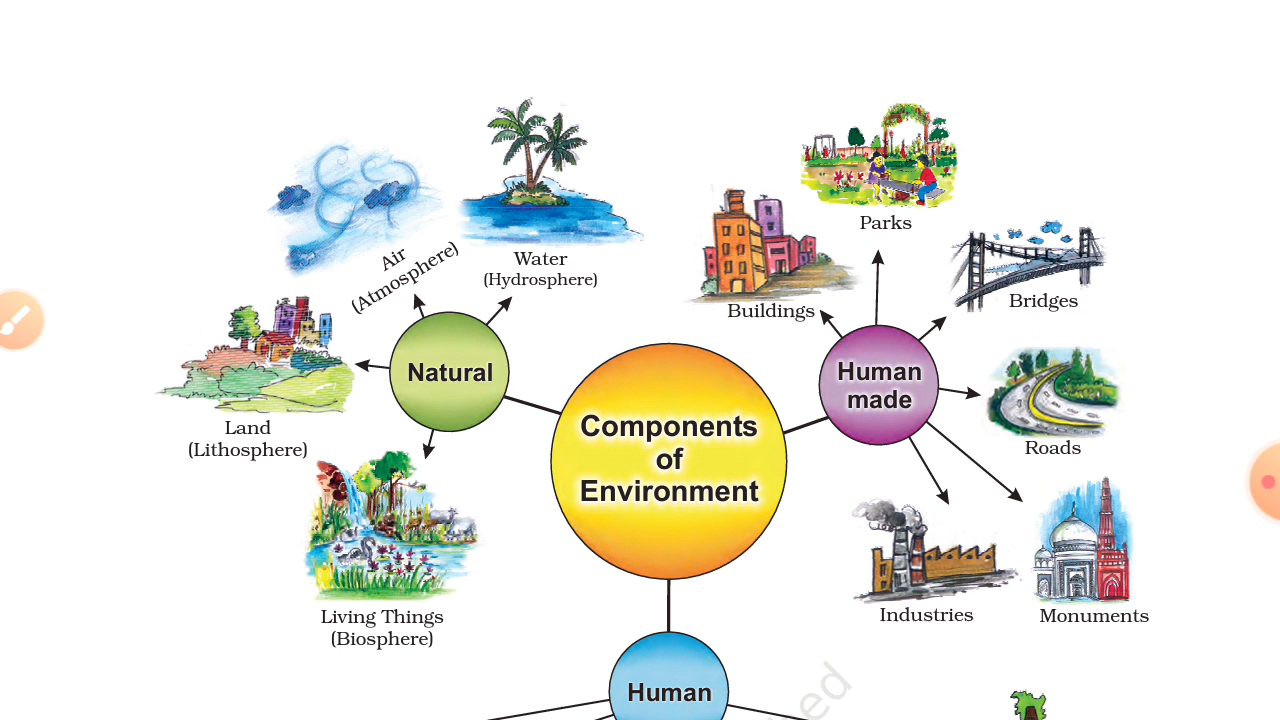 Air
(Atmosphere)
Water
(Hydrosphere)
Parks
Buildings
Bridges
Natural
Human
made
Land
(Lithosphere)
Components
of
Environment
Roads
Living Things
(Biosphere)
Industries
Monuments
Human